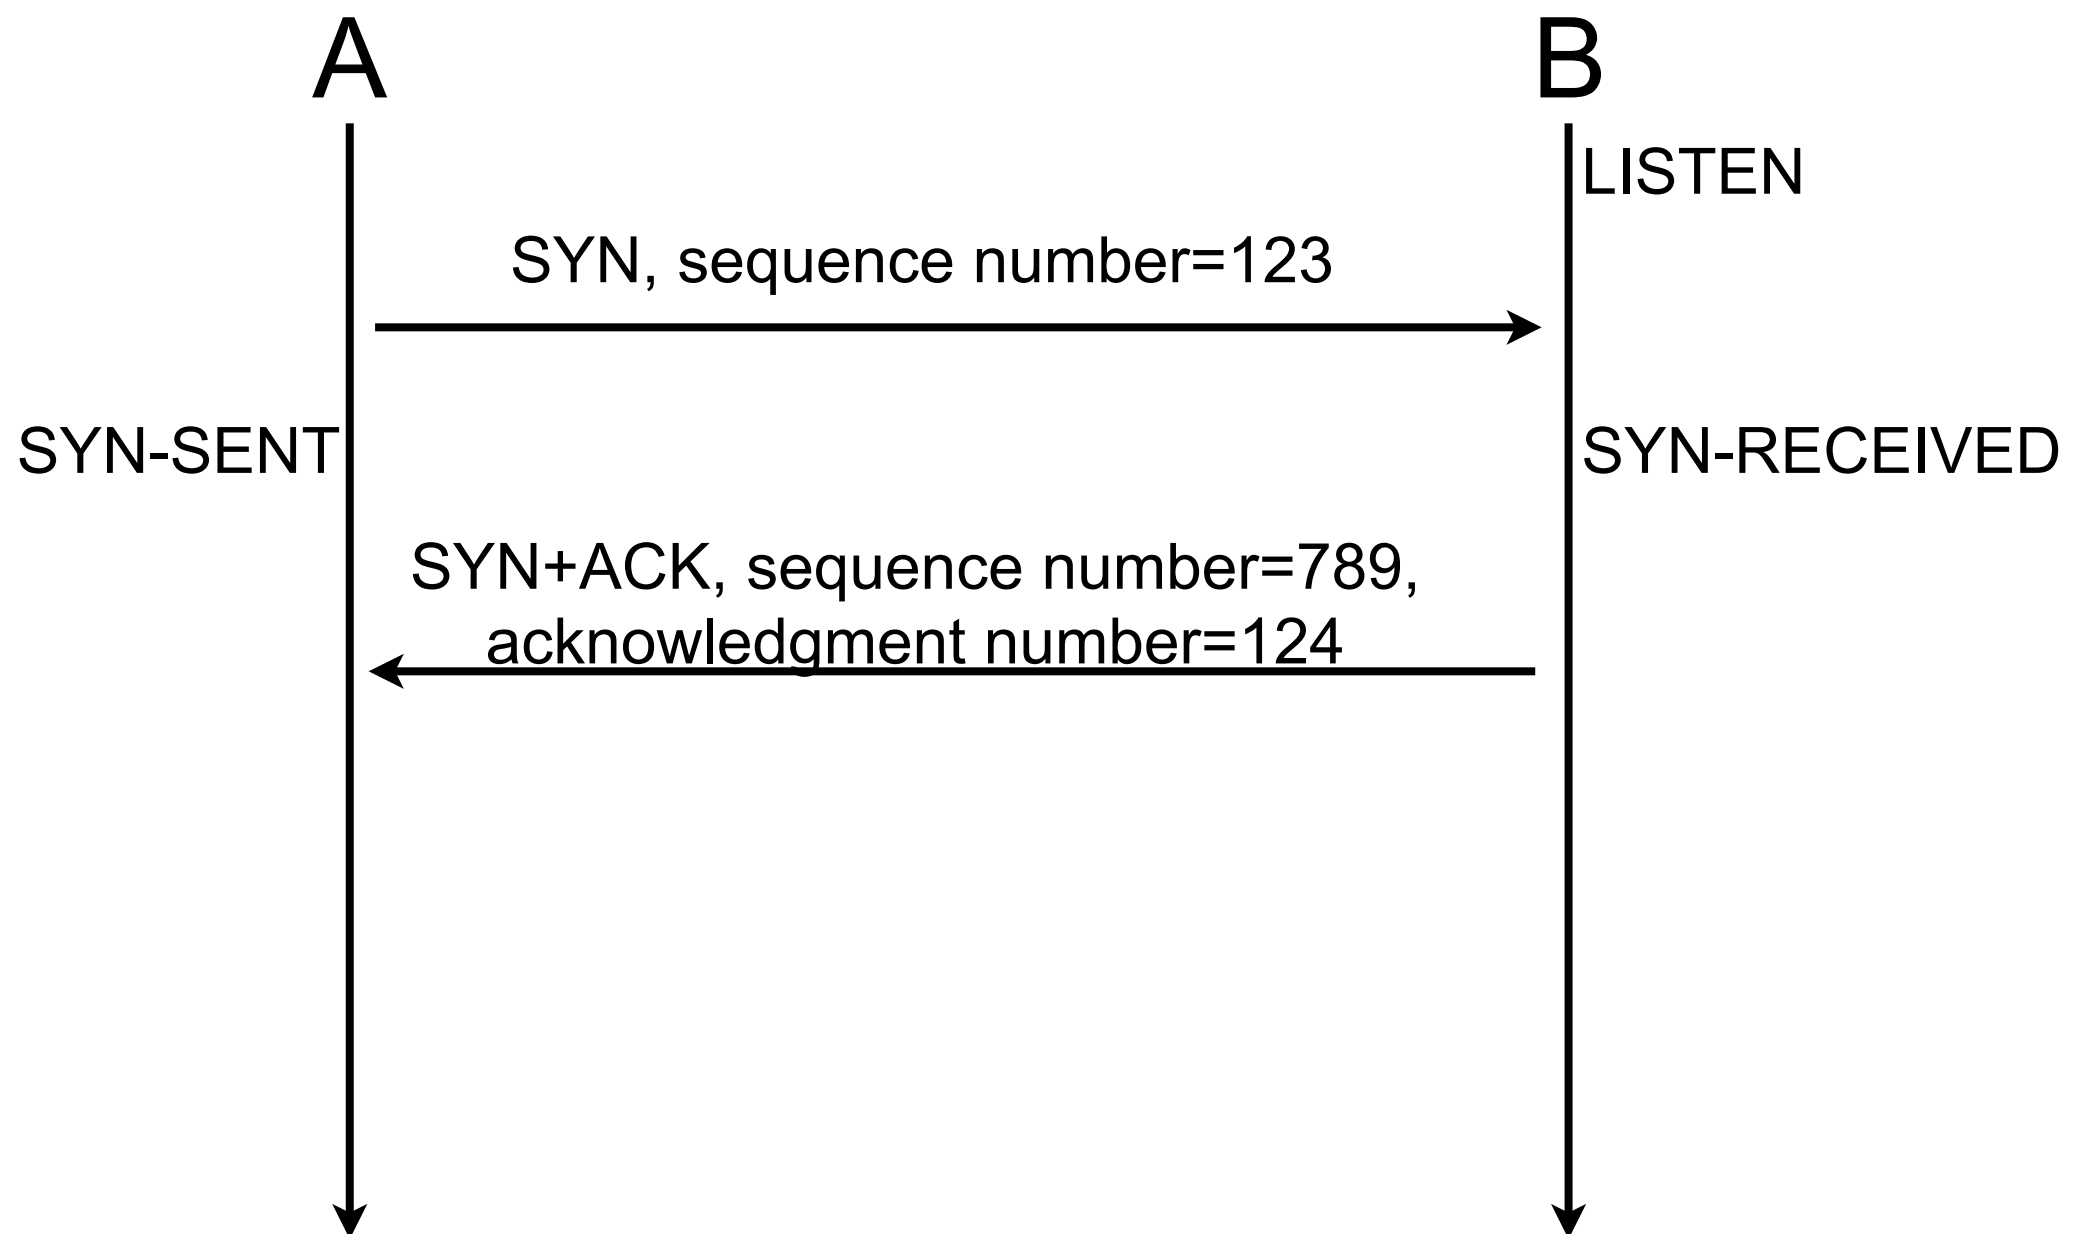 A
B
LISTEN
SYN, sequence number=123
SYN-SENT
SYN-RECEIVED
SYN+ACK, sequence number=789,
acknowledgment number=124